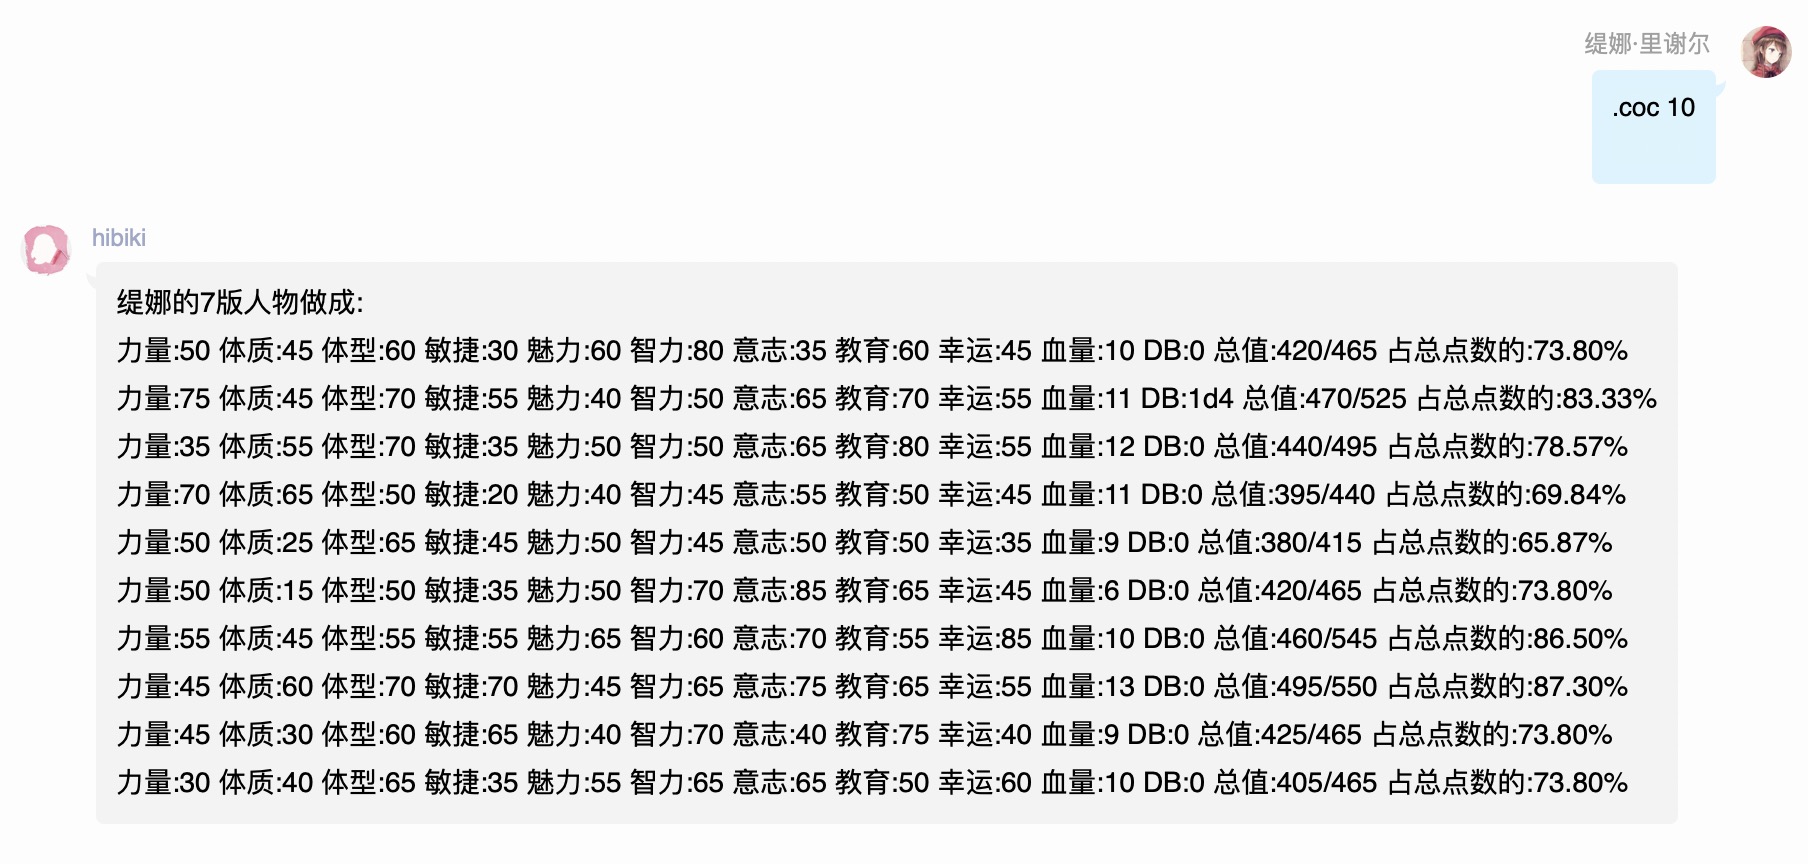 缇娜·里谢尔
.coc 10
hibiki
缇娜的7版人物做成:
力量:50 体质:45 体型:60 敏捷:30 魅力:60 智力:80 意志:35 教育:60 幸运:45 血量:10 DB:0 总值:420/465 占总点数的:73.80%
力量:75 体质:45 体型:70 敏捷:55 魅力:40 智力:50 意志:65 教育:70 幸运:55 血量:11 DB:1d4 总值:470/525 占总点数的:83.33%
力量:35 体质:55 体型:70 敏捷:35 魅力:50 智力:50 意志:65 教育:80 幸运:55 血量:12 DB:0 总值:440/495 占总点数的:78.57%
力量:70 体质:65 体型:50 敏捷:20 魅力:40 智力:45 意志:55 教育:50 幸运:45 血量:11 DB:0 总值:395/440 占总点数的:69.84%
力量:50 体质:25 体型:65 敏捷:45 魅力:50 智力:45 意志:50 教育:50 幸运:35 血量:9 DB:0 总值:380/415 占总点数的:65.87%
力量:50 体质:15 体型:50 敏捷:35 魅力:50 智力:70 意志:85 教育:65 幸运:45 血量:6 DB:0 总值:420/465 占总点数的:73.80%
力量:55 体质:45 体型:55 敏捷:55 魅力:65 智力:60 意志:70 教育:55 幸运:85 血量:10 DB:0 总值:460/545 占总点数的:86.50%
力量:45 体质:60 体型:70 敏捷:70 魅力:45 智力:65 意志:75 教育:65 幸运:55 血量:13 DB:0 总值:495/550 占总点数的:87.30%
力量:45 体质:30 体型:60 敏捷:65 魅力:40 智力:70 意志:40 教育:75 幸运:40 血量:9 DB:0 总值:425/465 占总点数的:73.80%
力量:30 体质:40 体型:65 敏捷:35 魅力:55 智力:65 意志:65 教育:50 幸运:60 血量:10 DB:0 总值:405/465 占总点数的:73.80%